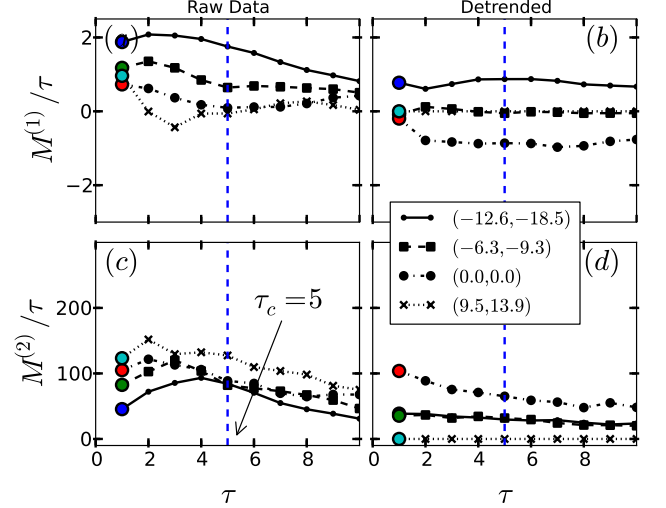 Raw Data
Detrended
(b)
M^(1)/τ
2
0
−2
(−12.6,−18.5)
(−6.3,−9.3)
(0.0,0.0)
(9.5,13.9)
(c)
(d)
τ_c=5
M^(2)/τ
200
100
0
0 2 4 6 8
0 2 4 6 8 10
τ
τ